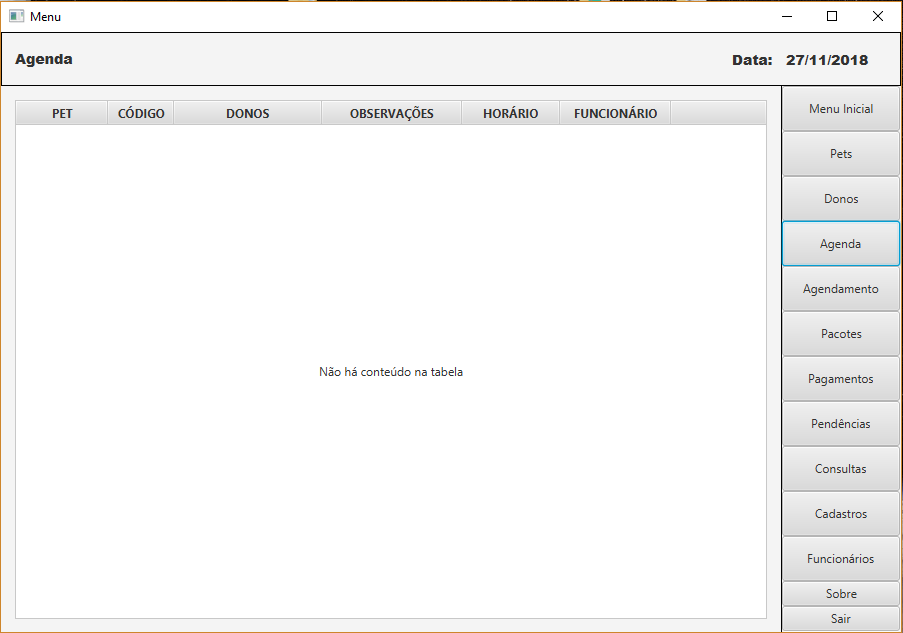 Menu
Agenda
Data: 27/11/2018
PET CÓDIGO DONOS OBSERVAÇÕES HORÁRIO FUNCIONÁRIO
Não há conteúdo na tabela
Menu Inicial
Pets
Donos
Agenda
Agendamento
Pacotes
Pagamentos
Pendências
Consultas
Cadastros
Funcionários
Sobre
Sair